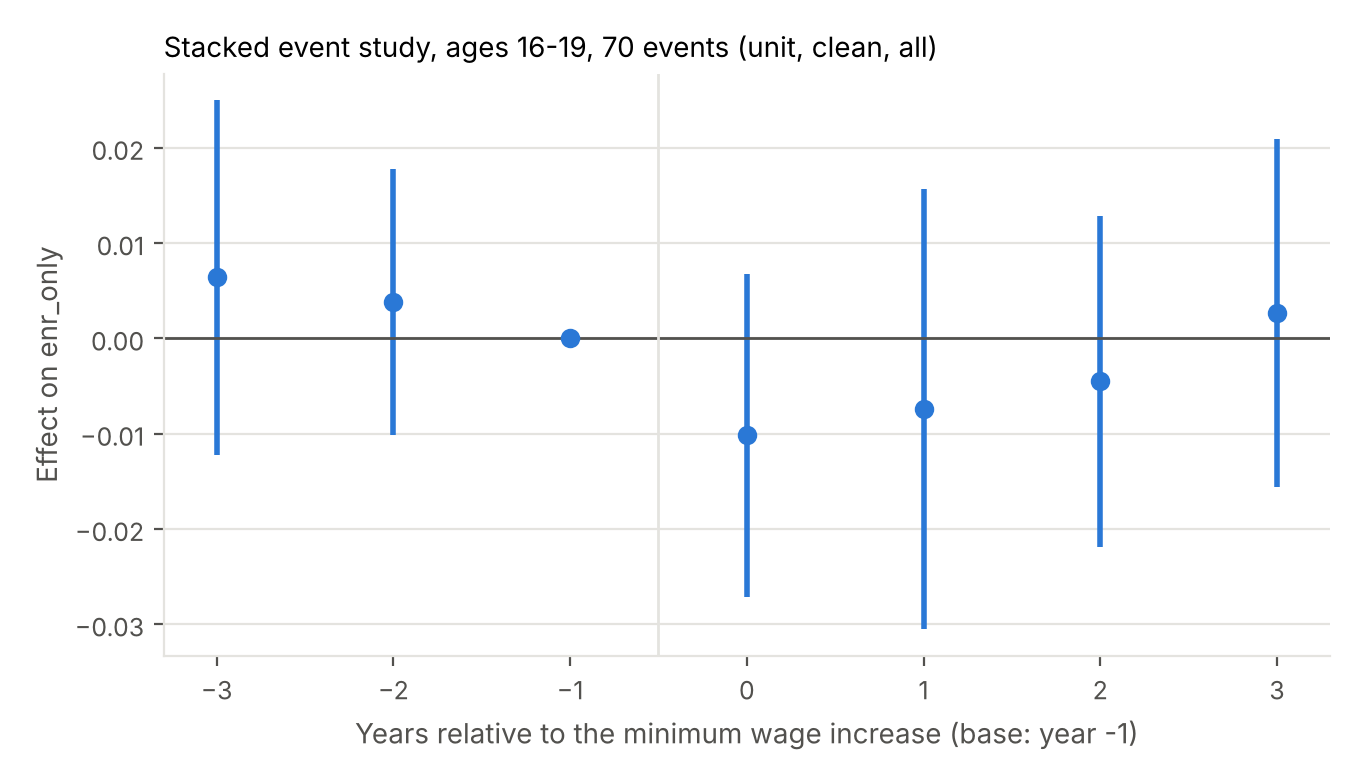 Stacked event study, ages 16-19, 70 events (unit, clean, all)
Effect on enr_only
0.02
0.01
0.00
−0.01
−0.02
−0.03
−3 −2 −1 0 1 2 3
Years relative to the minimum wage increase (base: year -1)